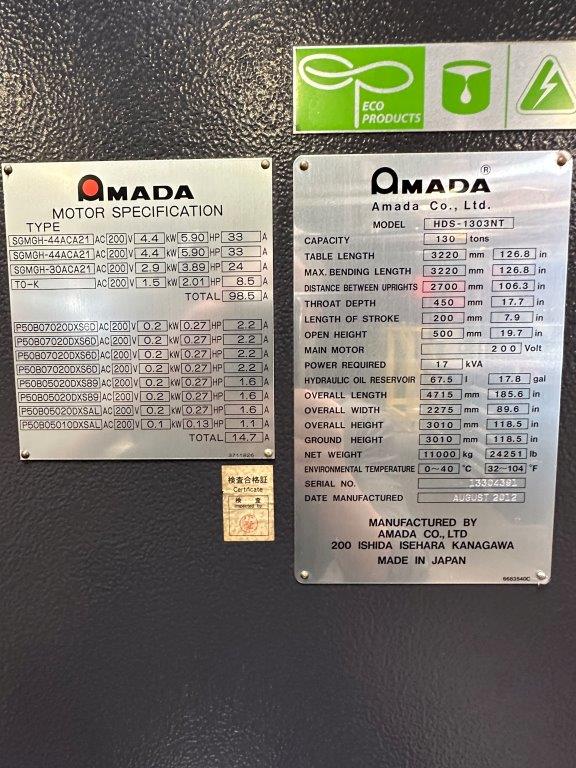 ECO
PRODUCTS
AMADA
MOTOR SPECIFICATION
TYPE
SGMGH-44ACA21 AC 200 V 4.4 kW 5.90 HP 33 A
SGMGH-44ACA21 AC 200 V 4.4 kW 5.90 HP 33 A
SGMGH-30ACA21 AC 200 V 2.9 kW 3.89 HP 24 A
TO-K AC 200 V 1.5 kW 2.01 HP 8.5 A
TOTAL 98.5 A
P50B07020DXS6D AC 200 V 0.2 kW 0.27 HP 2.2 A
P50B07020DXS6D AC 200 V 0.2 kW 0.27 HP 2.2 A
P50B07020DXS6D AC 200 V 0.2 kW 0.27 HP 2.2 A
P50B07020DXS6D AC 200 V 0.2 kW 0.27 HP 2.2 A
P50B05020DXS89 AC 200 V 0.2 kW 0.27 HP 1.6 A
P50B05020DXS89 AC 200 V 0.2 kW 0.27 HP 1.6 A
P50B05020DXSAL AC 200 V 0.2 kW 0.27 HP 1.6 A
P50B05010DXSAL AC 200 V 0.1 kW 0.13 HP 1.1 A
TOTAL 14.7 A
3711826
検査合格証
Certificate
検 査
Inspected by
AMADA ®
Amada Co., Ltd.
MODEL HDS-1303NT
CAPACITY 130 tons
TABLE LENGTH 3220 mm 126.8 in
MAX. BENDING LENGTH 3220 mm 126.8 in
DISTANCE BETWEEN UPRIGHTS 2700 mm 106.3 in
THROAT DEPTH 450 mm 17.7 in
LENGTH OF STROKE 200 mm 7.9 in
OPEN HEIGHT 500 mm 19.7 in
MAIN MOTOR 200 Volt
POWER REQUIRED 17 kVA
HYDRAULIC OIL RESERVOIR 67.5 l 17.8 gal
OVERALL LENGTH 4715 mm 185.6 in
OVERALL WIDTH 2275 mm 89.6 in
OVERALL HEIGHT 3010 mm 118.5 in
GROUND HEIGHT 3010 mm 118.5 in
NET WEIGHT 11000 kg 24251 lb
ENVIRONMENTAL TEMPERATURE 0~40 °C 32~104 °F
SERIAL NO. 13304391
DATE MANUFACTURED AUGUST 2012
MANUFACTURED BY
AMADA CO., LTD
200 ISHIDA ISEHARA KANAGAWA
MADE IN JAPAN
6683540C